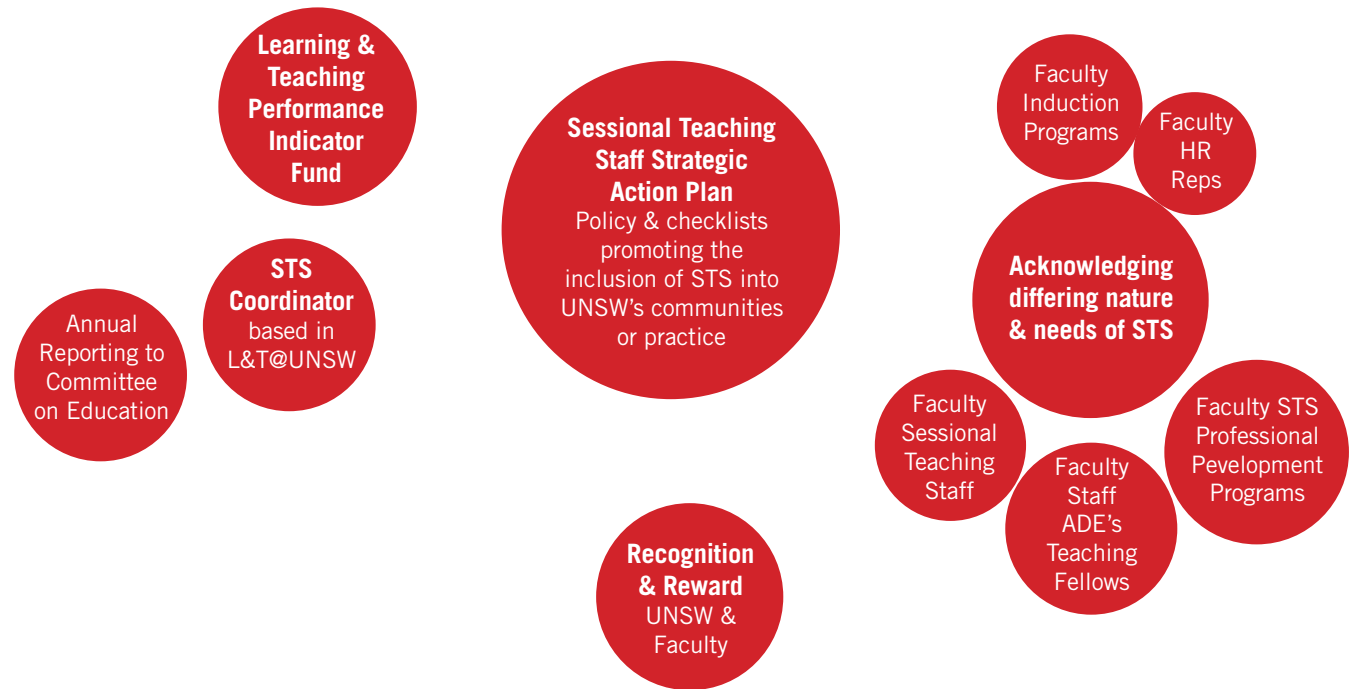 Learning &
Teaching
Performance
Indicator
Fund
STS
Coordinator
based in
L&T@UNSW
Annual
Reporting to
Committee
on Education
Sessional Teaching
Staff Strategic
Action Plan
Policy & checklists
promoting the
inclusion of STS into
UNSW's communities
or practice
Recognition
& Reward
UNSW &
Faculty
Faculty
Induction
Programs
Faculty
HR
Reps
Acknowledging
differing nature
& needs of STS
Faculty
Sessional
Teaching
Staff
Faculty
Staff
ADE's
Teaching
Fellows
Faculty STS
Professional
Pevelopment
Programs